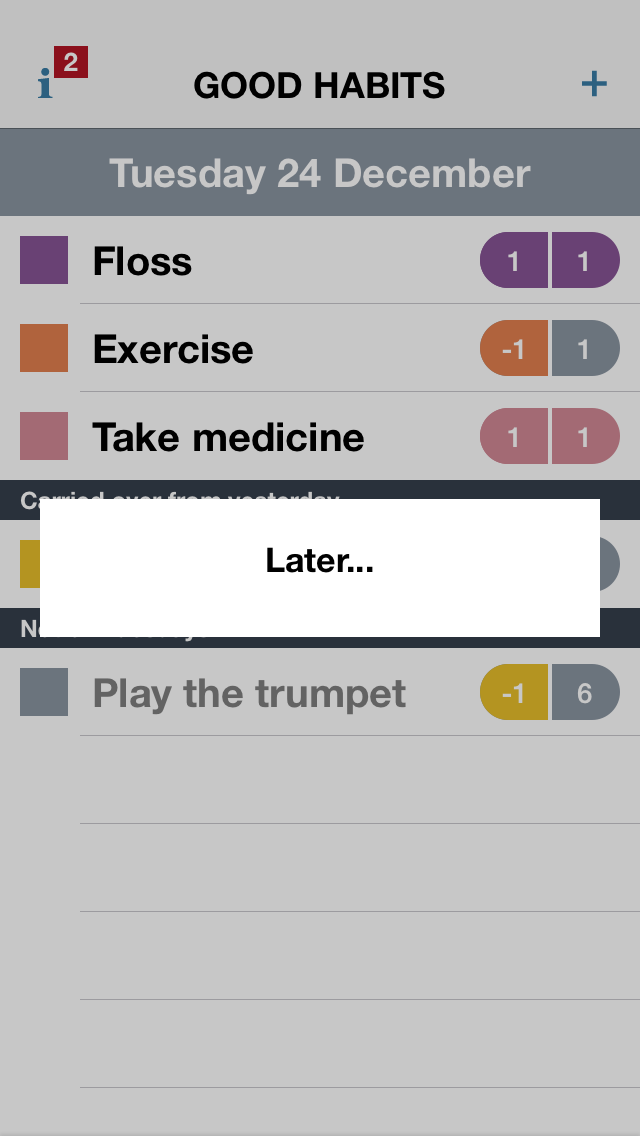 i 2
GOOD HABITS +
Tuesday 24 December
Floss 1 1
Exercise -1 1
Take medicine 1 1
Carried over from yesterday
Later...
Play the trumpet -1 6